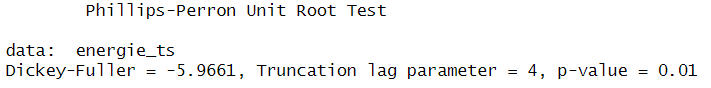 Phillips-Perron Unit Root Test
data:  energie_ts
Dickey-Fuller = -5.9661, Truncation lag parameter = 4, p-value = 0.01